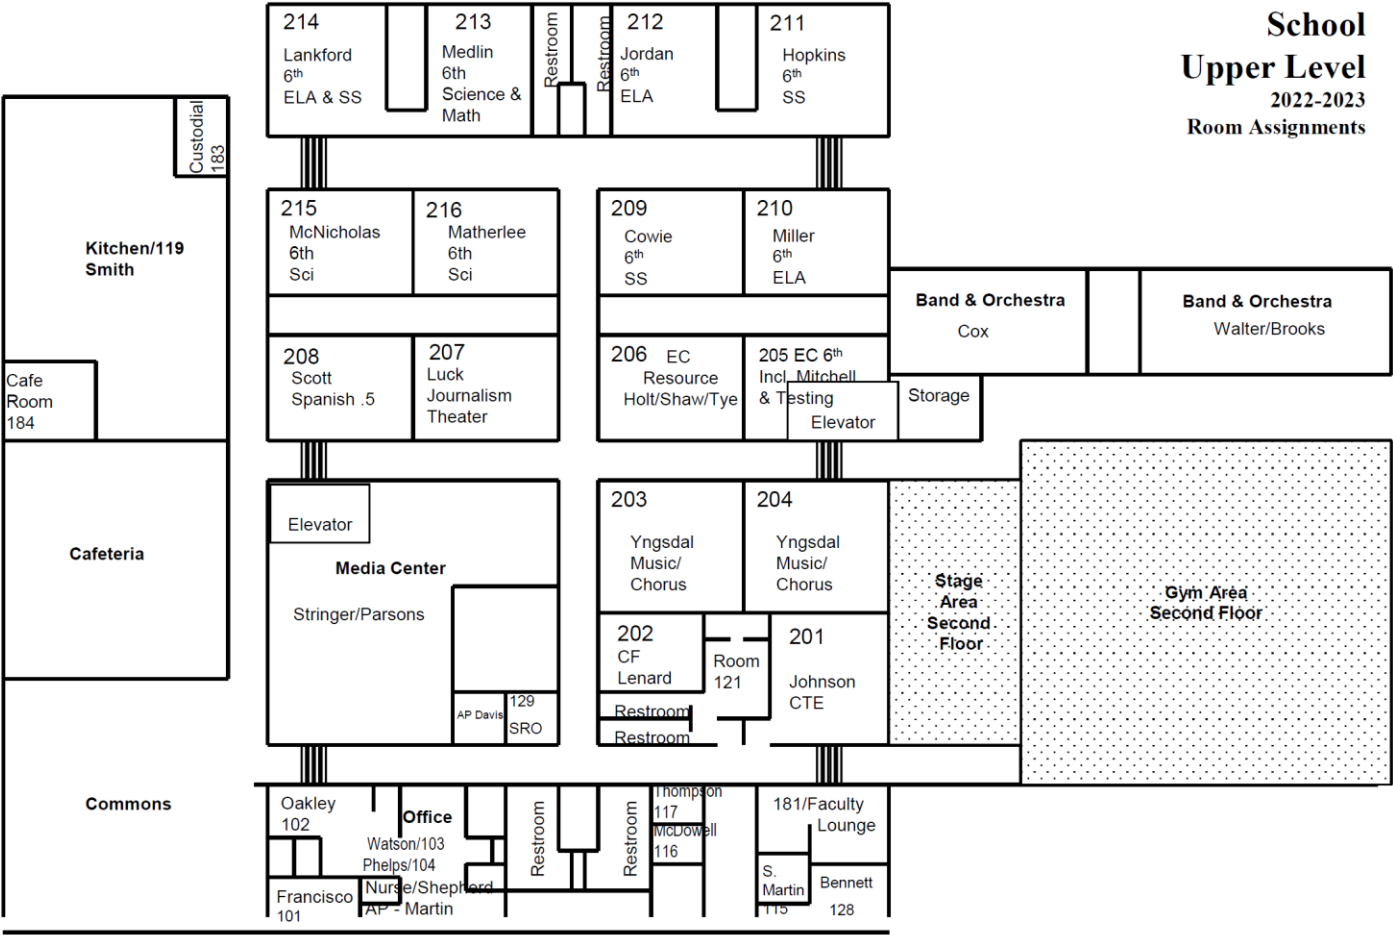 School
Upper Level
2022-2023
Room Assignments
214
Lankford
6th
ELA & SS
213
Medlin
6th
Science &
Math
Restroom
Restroom
212
Jordan
6th
ELA
211
Hopkins
6th
SS
Custodial
183
Kitchen/119
Smith
Cafe
Room
184
215
McNicholas
6th
Sci
216
Matherlee
6th
Sci
209
Cowie
6th
SS
210
Miller
6th
ELA
Band & Orchestra
Cox
Band & Orchestra
Walter/Brooks
208
Scott
Spanish .5
207
Luck
Journalism
Theater
206 EC
Resource
Holt/Shaw/Tye
205 EC 6th
Incl. Mitchell
& Testing
Elevator
Storage
Cafeteria
Elevator
Media Center
Stringer/Parsons
AP Davis
129
SRO
203
Yngsdal
Music/
Chorus
204
Yngsdal
Music/
Chorus
202
CF
Lenard
Room
121
201
Johnson
CTE
Restroom
Restroom
Stage
Area
Second
Floor
Gym Area
Second Floor
Commons
Oakley
102
Office
Watson/103
Phelps/104
Nurse/Shepherd
AP - Martin
Francisco
101
Restroom
Restroom
Thompson
117
McDowell
116
181/Faculty
Lounge
S.
Martin
115
Bennett
128